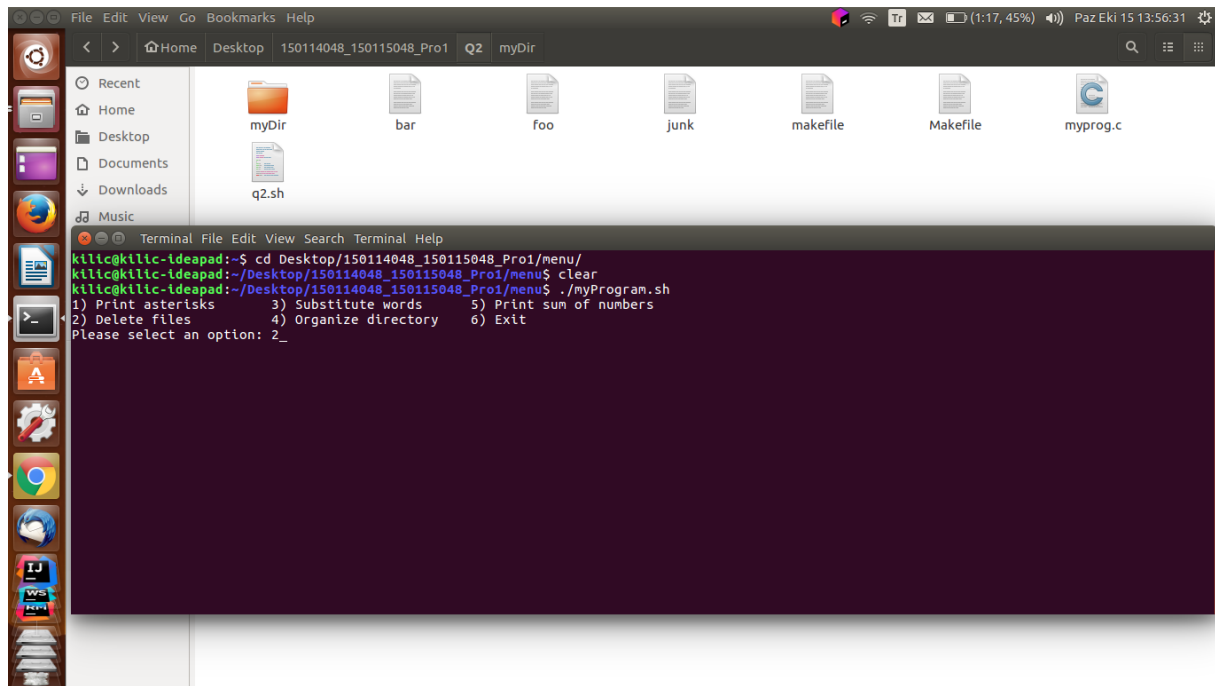 File Edit View Go Bookmarks Help Tr (1:17, 45%) Paz Eki 15 13:56:31
Home Desktop 150114048_150115048_Pro1 Q2 myDir
Recent
Home
Desktop
Documents
Downloads
Music
myDir bar foo junk makefile Makefile myprog.c
q2.sh
Terminal File Edit View Search Terminal Help
kilic@kilic-ideapad:~$ cd Desktop/150114048_150115048_Pro1/menu/
kilic@kilic-ideapad:~/Desktop/150114048_150115048_Pro1/menu$ clear
kilic@kilic-ideapad:~/Desktop/150114048_150115048_Pro1/menu$ ./myProgram.sh
1) Print asterisks 3) Substitute words 5) Print sum of numbers
2) Delete files 4) Organize directory 6) Exit
Please select an option: 2_
IJ
WS